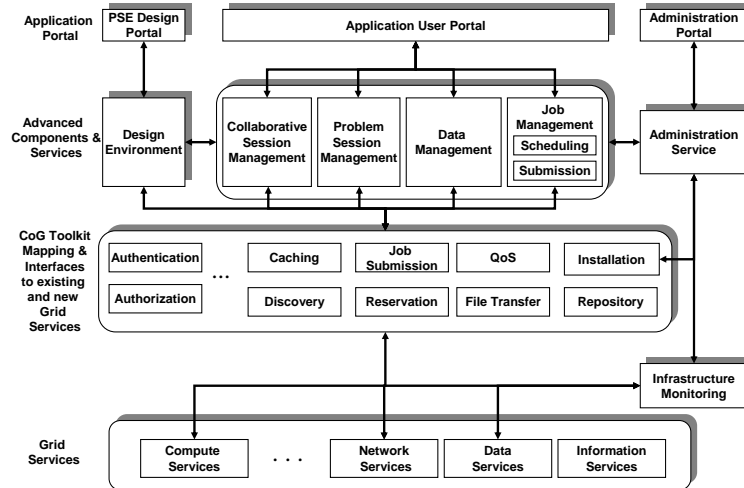 Application
Portal
PSE Design
Portal
Application User Portal
Administration
Portal
Advanced
Components &
Services
Design
Environment
Collaborative
Session
Management
Problem
Session
Management
Data
Management
Job
Management
Scheduling
Submission
Administration
Service
CoG Toolkit
Mapping &
Interfaces
to existing
and new
Grid
Services
Authentication
...
Caching
Job
Submission
QoS
Installation
Authorization
Discovery
Reservation
File Transfer
Repository
Infrastructure
Monitoring
Grid
Services
Compute
Services
. . .
Network
Services
Data
Services
Information
Services